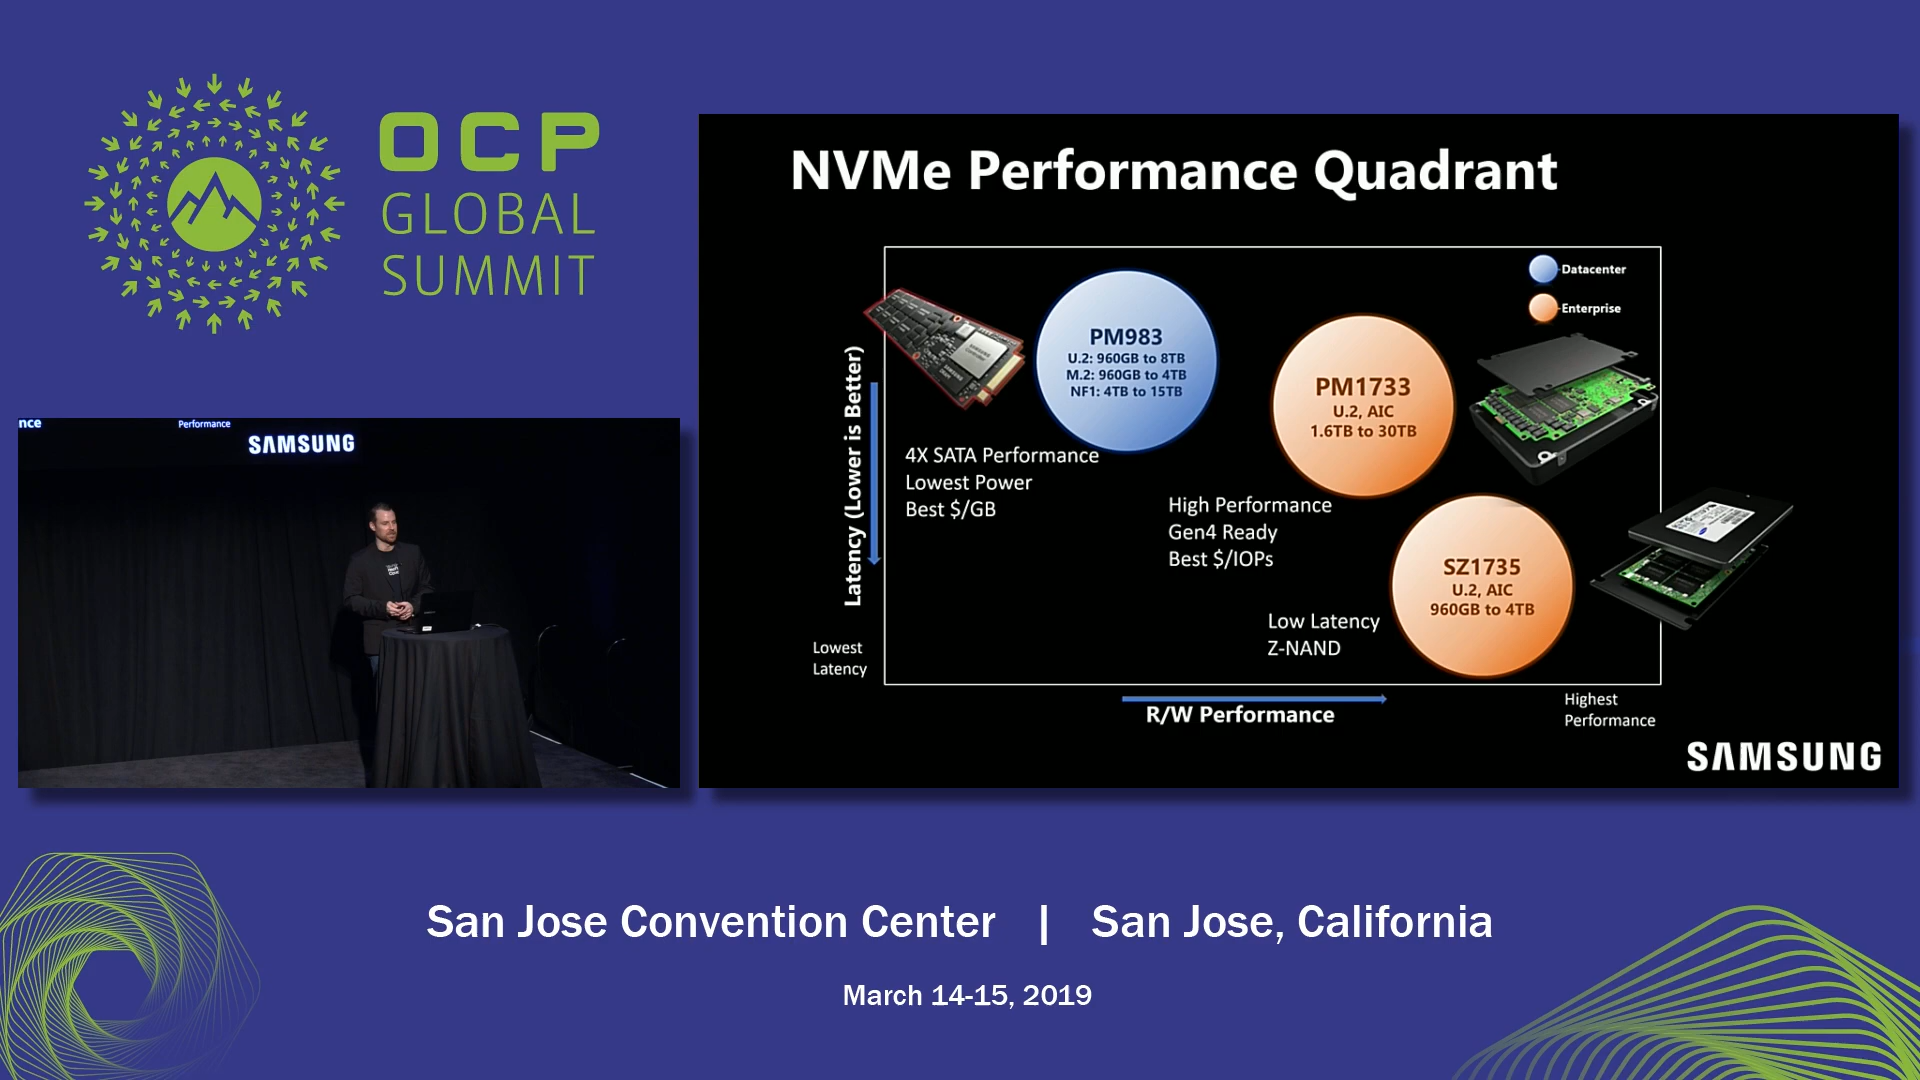 OCP
GLOBAL
SUMMIT
nce
Performance
SAMSUNG
NVMe Performance Quadrant
Datacenter
Enterprise
Latency (Lower is Better)
PM983
U.2: 960GB to 8TB
M.2: 960GB to 4TB
NF1: 4TB to 15TB
4X SATA Performance
Lowest Power
Best $/GB
PM1733
U.2, AIC
1.6TB to 30TB
High Performance
Gen4 Ready
Best $/IOPs
SZ1735
U.2, AIC
960GB to 4TB
Low Latency
Z-NAND
Lowest
Latency
R/W Performance
Highest
Performance
SAMSUNG
San Jose Convention Center | San Jose, California
March 14-15, 2019